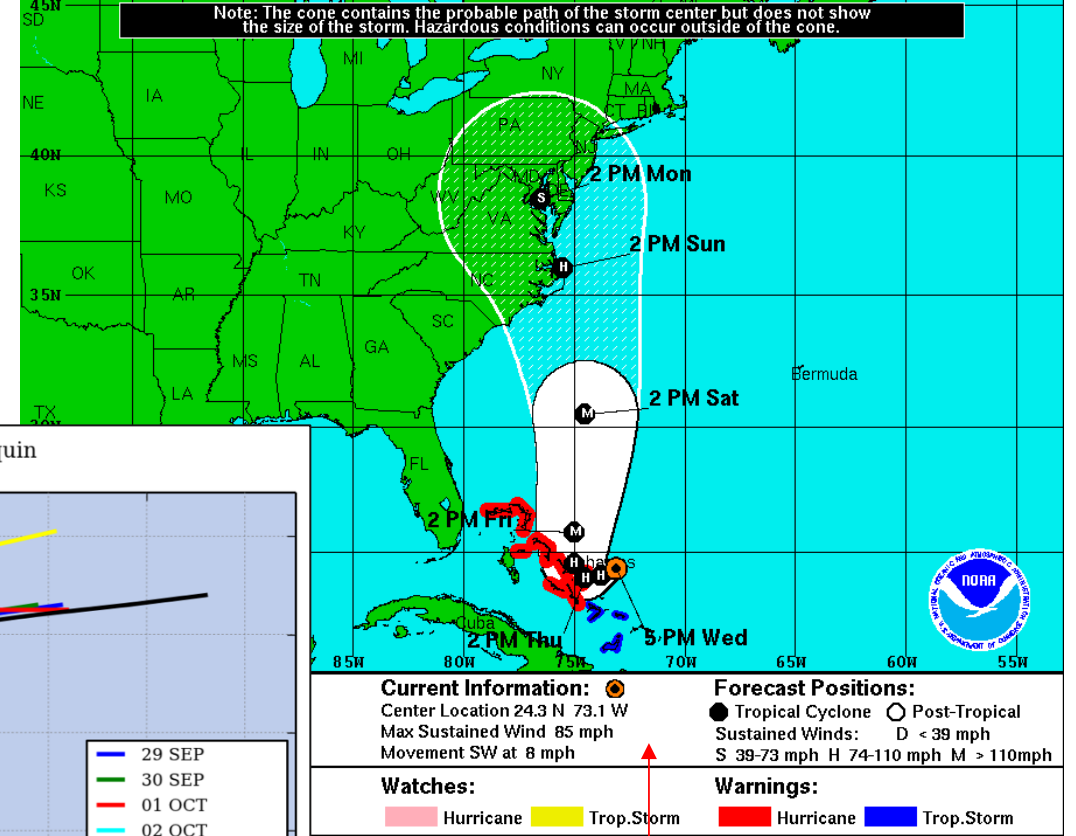 45N
Note: The cone contains the probable path of the storm center but does not show
the size of the storm. Hazardous conditions can occur outside of the cone.
SD
MI
VT NH
NY
NE
IA
MA
CT RI
PA
NJ
40N
IL
IN
OH
MD
DE
2 PM Mon
KS
MO
WV
S
VA
KY
2 PM Sun
H
OK
TN
NC
35N
AR
SC
MS
AL
GA
Bermuda
LA
2 PM Sat
M
TX
30N
quin
FL
2 PM Fri
M
H
H
H
NOAA
Cuba
2 PM Thu
5 PM Wed
85W
80W
75W
70W
65W
60W
55W
Current Information:
Center Location 24.3 N 73.1 W
Max Sustained Wind 85 mph
Movement SW at 8 mph
Forecast Positions:
Tropical Cyclone
Post-Tropical
Sustained Winds: D < 39 mph
S 39-73 mph H 74-110 mph M > 110mph
Watches:
Hurricane
Trop.Storm
Warnings:
Hurricane
Trop.Storm
29 SEP
30 SEP
01 OCT
02 OCT